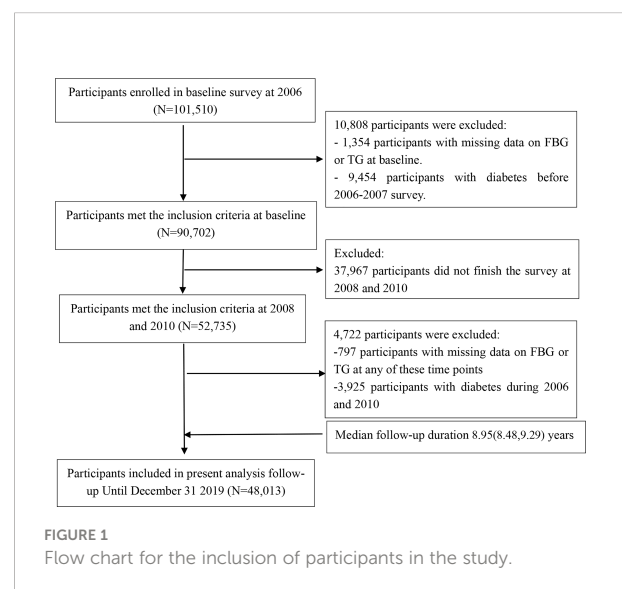 Participants enrolled in baseline survey at 2006
(N=101,510)
10,808 participants were excluded:
- 1,354 participants with missing data on FBG
or TG at baseline.
- 9,454 participants with diabetes before
2006-2007 survey.
Participants met the inclusion criteria at baseline
(N=90,702)
Excluded:
37,967 participants did not finish the survey at
2008 and 2010
Participants met the inclusion criteria at 2008
and 2010 (N=52,735)
4,722 participants were excluded:
-797 participants with missing data on FBG or
TG at any of these time points
-3,925 participants with diabetes during 2006
and 2010
Median follow-up duration 8.95(8.48,9.29) years
Participants included in present analysis follow-
up Until December 31 2019 (N=48,013)
FIGURE 1
Flow chart for the inclusion of participants in the study.